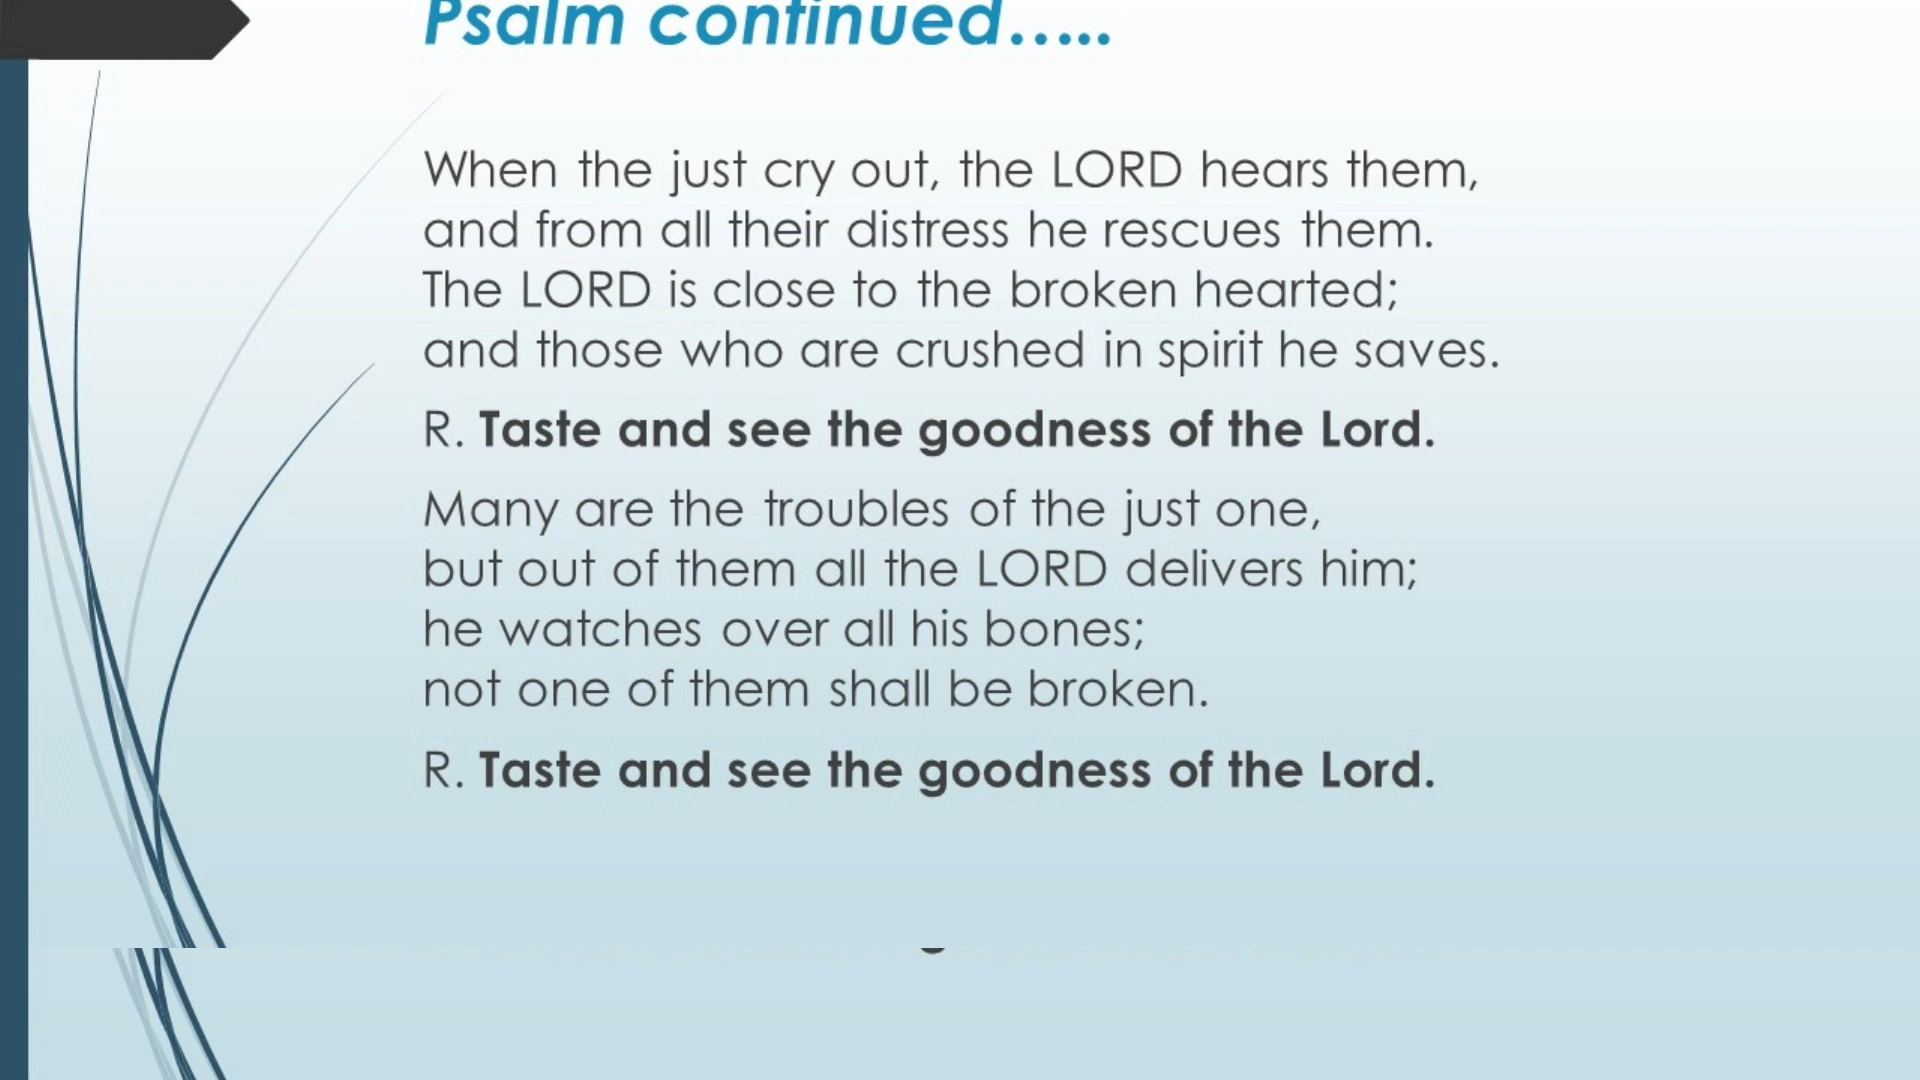 Psalm continued.....
When the just cry out, the LORD hears them,
and from all their distress he rescues them.
The LORD is close to the broken hearted;
and those who are crushed in spirit he saves.
R. Taste and see the goodness of the Lord.
Many are the troubles of the just one,
but out of them all the LORD delivers him;
he watches over all his bones;
not one of them shall be broken.
R. Taste and see the goodness of the Lord.